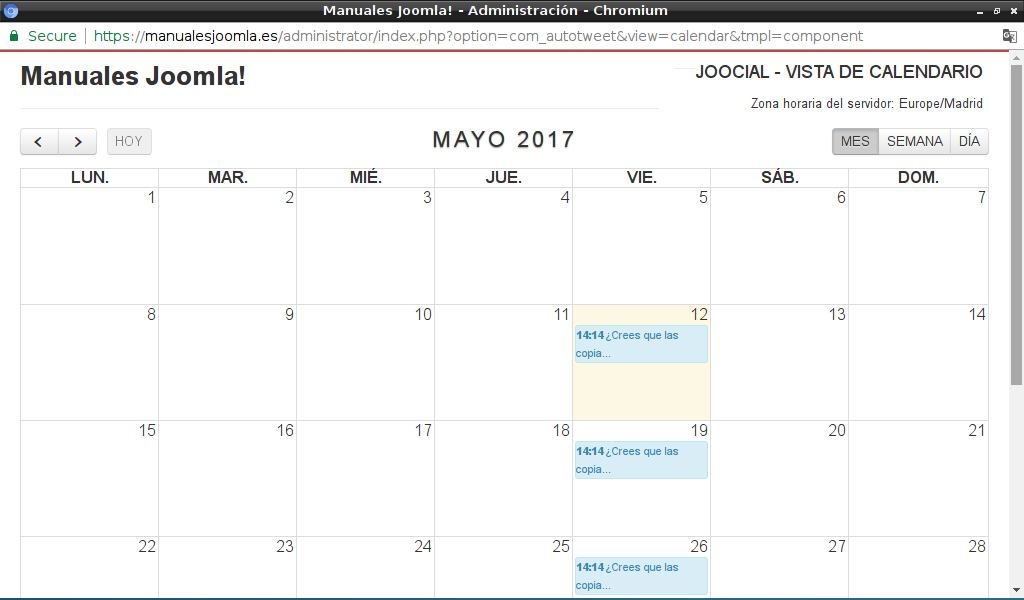 Manuales Joomla! - Administración - Chromium
Secure https://manualesjoomla.es/administrator/index.php?option=com_autotweet&view=calendar&tmpl=component
Manuales Joomla!
JOOCIAL - VISTA DE CALENDARIO
Zona horaria del servidor: Europe/Madrid
HOY
MAYO 2017
MES SEMANA DÍA
LUN. MAR. MIÉ. JUE. VIE. SÁB. DOM.
1 2 3 4 5 6 7
8 9 10 11 12 13 14
14:14 ¿Crees que las
copia...
15 16 17 18 19 20 21
14:14 ¿Crees que las
copia...
22 23 24 25 26 27 28
14:14 ¿Crees que las
copia...